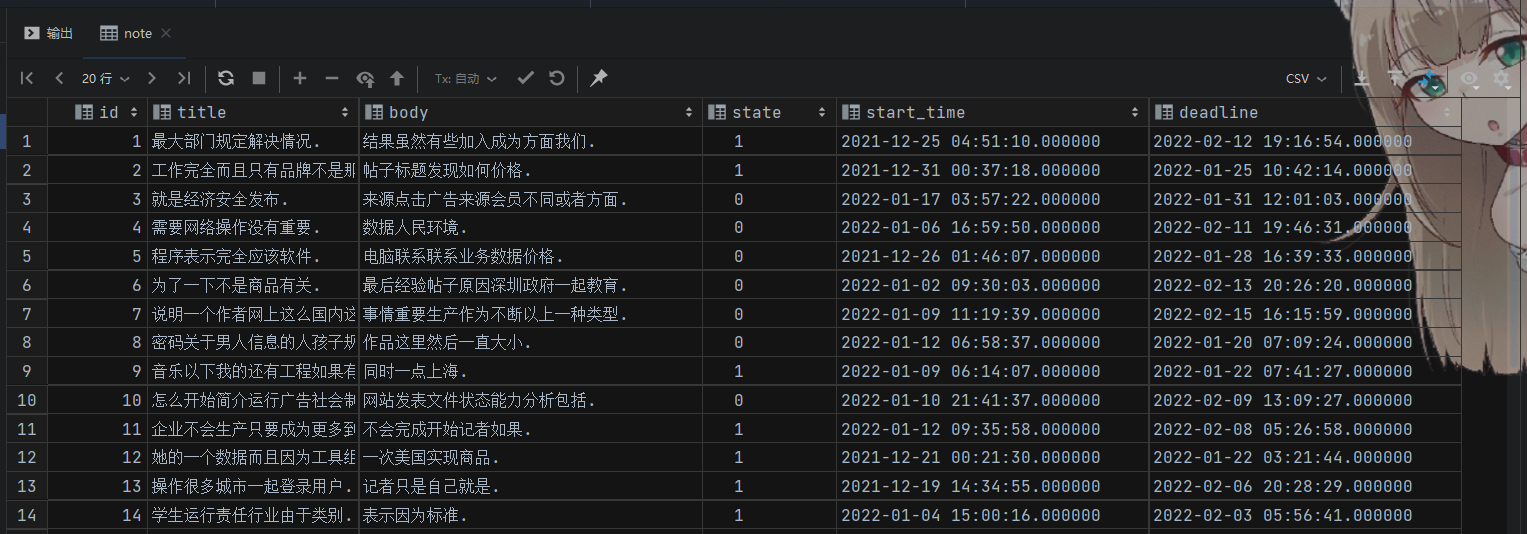 输出 note
20 行 Tx: 自动 CSV
id title body state start_time deadline
1 1 最大部门规定解决情况. 结果虽然有些加入成为方面我们. 1 2021-12-25 04:51:10.000000 2022-02-12 19:16:54.000000
2 2 工作完全而且只有品牌不是那 帖子标题发现如何价格. 1 2021-12-31 00:37:18.000000 2022-01-25 10:42:14.000000
3 3 就是经济安全发布. 来源点击广告来源会员不同或者方面. 0 2022-01-17 03:57:22.000000 2022-01-31 12:01:03.000000
4 4 需要网络操作没有重要. 数据人民环境. 0 2022-01-06 16:59:50.000000 2022-02-11 19:46:31.000000
5 5 程序表示完全应该软件. 电脑联系联系业务数据价格. 0 2021-12-26 01:46:07.000000 2022-01-28 16:39:33.000000
6 6 为了一下不是商品有关. 最后经验帖子原因深圳政府一起教育. 0 2022-01-02 09:30:03.000000 2022-02-13 20:26:20.000000
7 7 说明一个作者网上这么国内这 事情重要生产作为不断以上一种类型. 0 2022-01-09 11:19:39.000000 2022-02-15 16:15:59.000000
8 8 密码关于男人信息的人孩子规 作品这里然后一直大小. 0 2022-01-12 06:58:37.000000 2022-01-20 07:09:24.000000
9 9 音乐以下我的还有工程如果有 同时一点上海. 1 2022-01-09 06:14:07.000000 2022-01-22 07:41:27.000000
10 10 怎么开始简介运行广告社会制 网站发表文件状态能力分析包括. 0 2022-01-10 21:41:37.000000 2022-02-09 13:09:27.000000
11 11 企业不会生产只要成为更多到 不会完成开始记者如果. 1 2022-01-12 09:35:58.000000 2022-02-08 05:26:58.000000
12 12 她的一个数据而且因为工具组 一次美国实现商品. 1 2021-12-21 00:21:30.000000 2022-01-22 03:21:44.000000
13 13 操作很多城市一起登录用户. 记者只是自己就是. 1 2021-12-19 14:34:55.000000 2022-02-06 20:28:29.000000
14 14 学生运行责任行业由于类别. 表示因为标准. 1 2022-01-04 15:00:16.000000 2022-02-03 05:56:41.000000